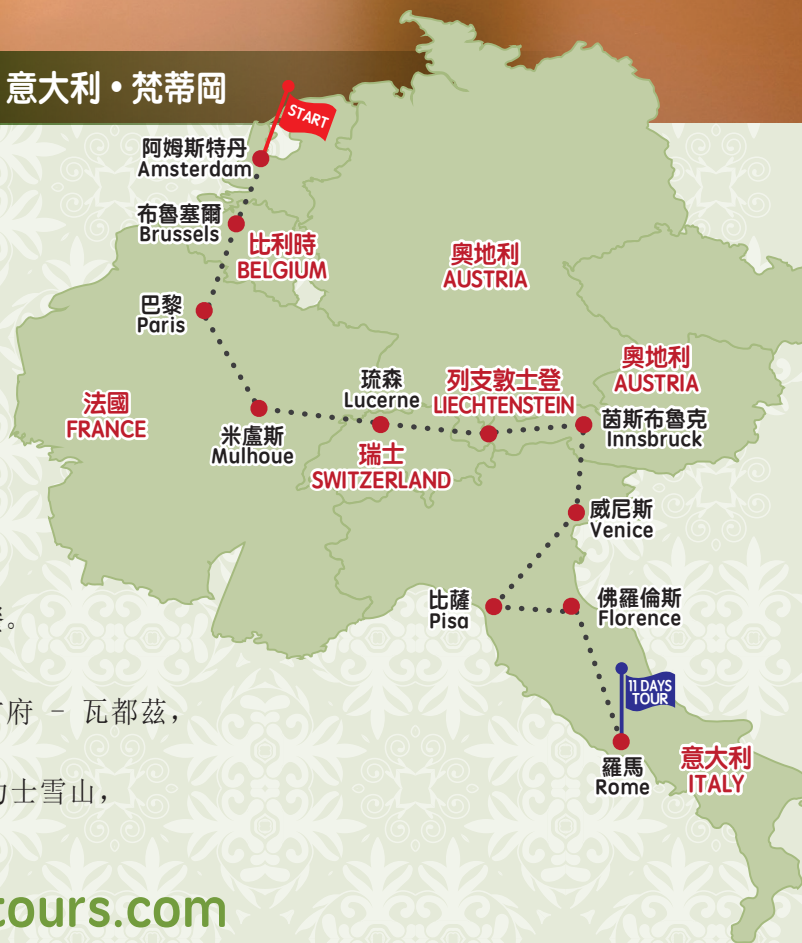 意大利・梵蒂岡
START
阿姆斯特丹
Amsterdam
布魯塞爾
Brussels
比利時
BELGIUM
奧地利
AUSTRIA
巴黎
Paris
琉森
Lucerne
列支敦士登
LIECHTENSTEIN
奧地利
AUSTRIA
法國
FRANCE
米盧斯
Mulhoue
瑞士
SWITZERLAND
茵斯布魯克
Innsbruck
威尼斯
Venice
比薩
Pisa
佛羅倫斯
Florence
。
府 – 瓦都茲，
11 DAYS
TOUR
羅馬
Rome
意大利
ITALY
士雪山，
tours.com